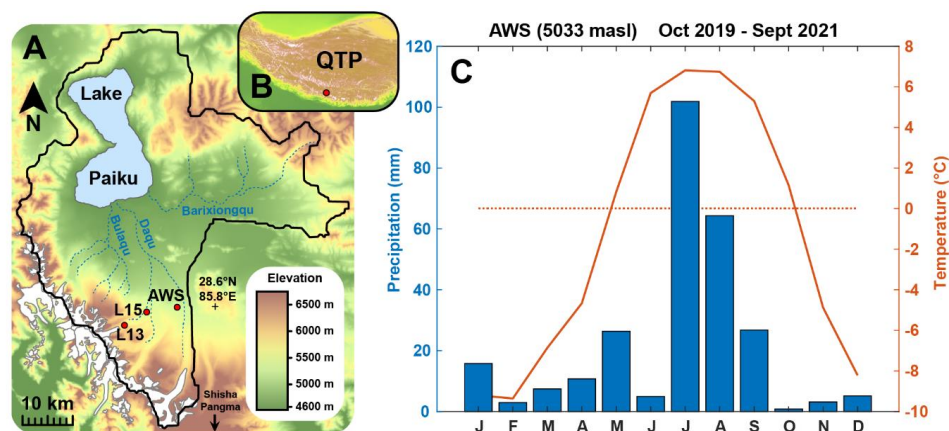 A
N
Lake
Paiku
Barixiongqu
Bulaqu
Daqu
28.6°N
85.8°E
+
AWS
L15
L13
Elevation
6500 m
6000 m
5500 m
5000 m
4600 m
10 km
Shisha
Pangma
QTP
B
AWS (5033 masl) Oct 2019 - Sept 2021
C
Precipitation (mm)
120
100
80
60
40
20
0
J F M A M J J A S O N D
8
6
4
2
0
-2
-4
-6
-8
-10
Temperature (°C)